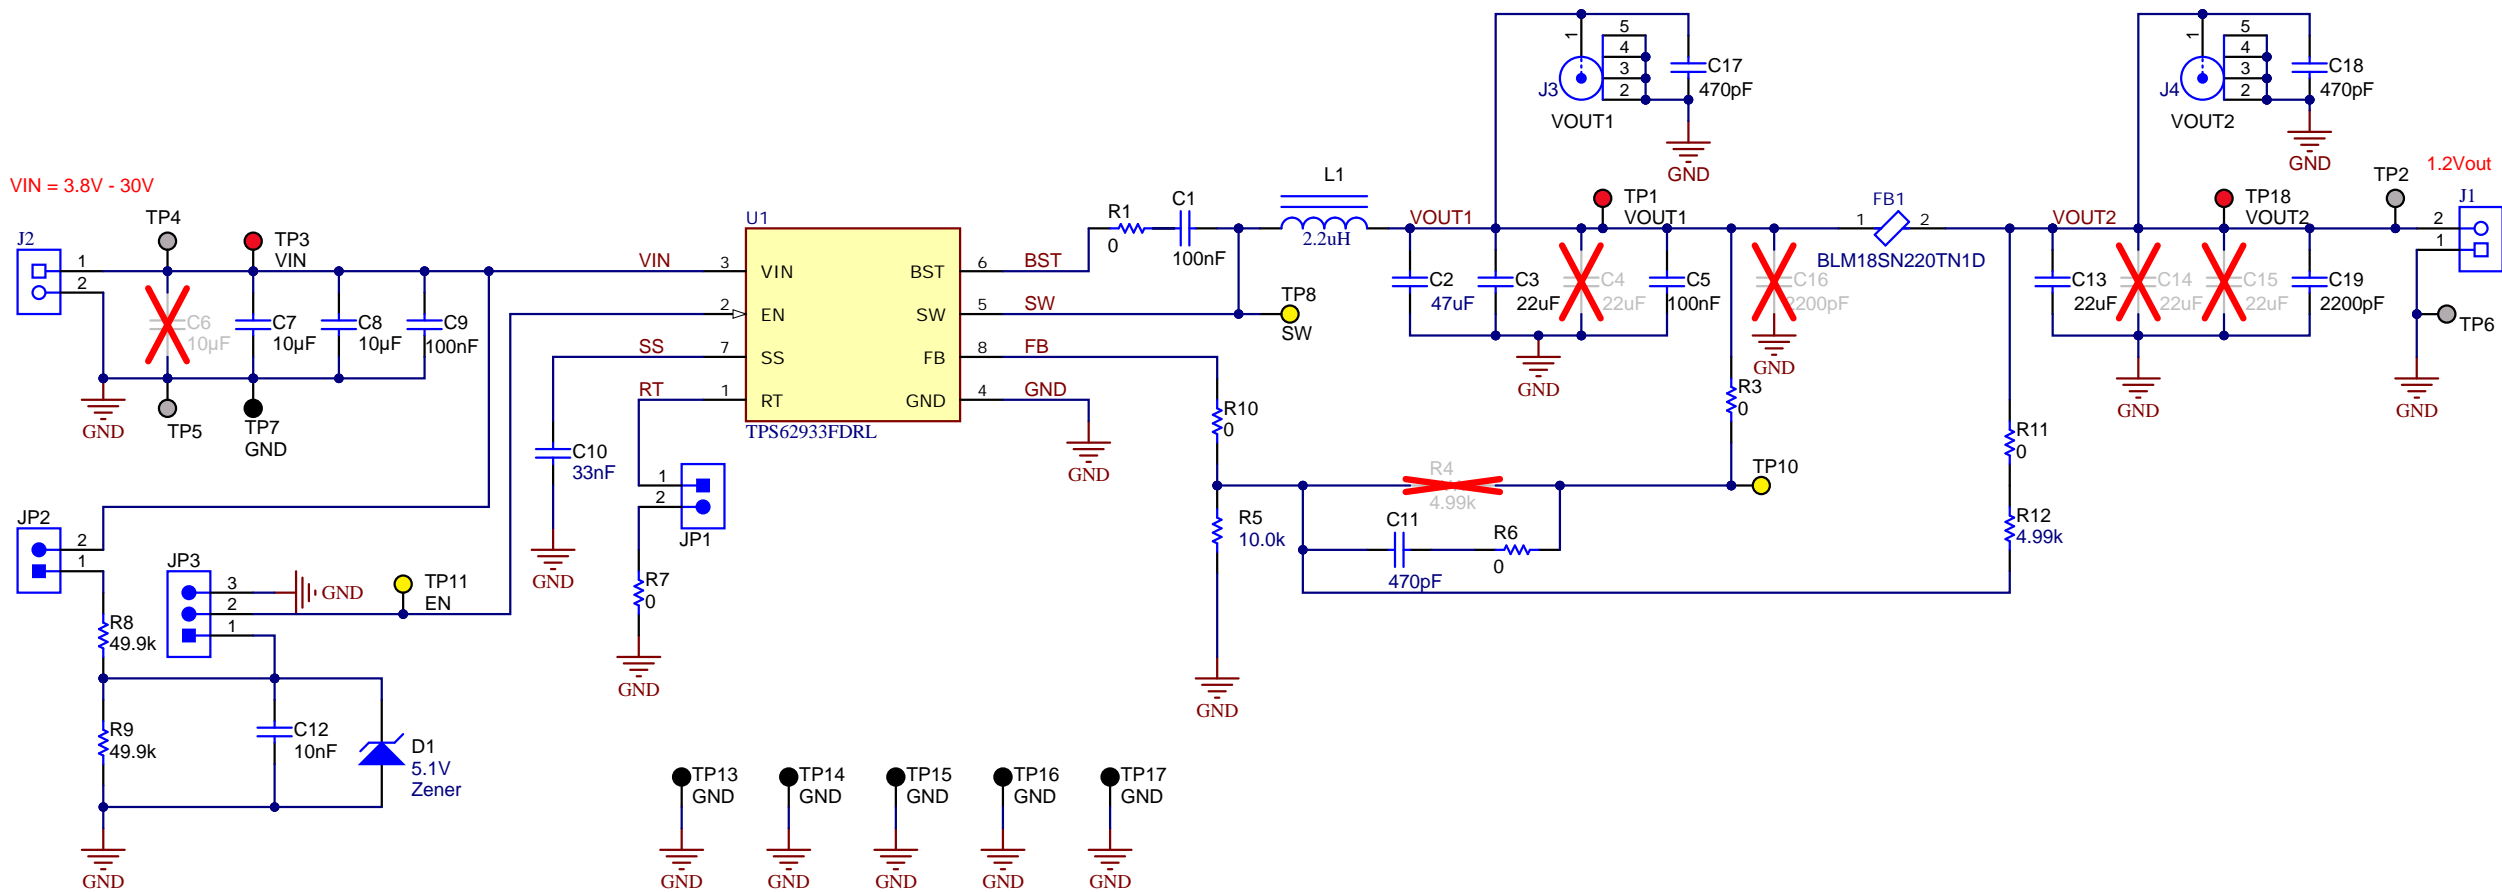 VIN = 3.8V - 30V
J2
1
2
TP4
TP3
VIN
C6
10µF
C7
10µF
C8
10µF
C9
100nF
GND
TP5
TP7
GND
VIN
SS
RT
U1
3
VIN
2
EN
7
SS
1
RT
BST
6
SW
5
FB
8
GND
4
TPS62933FDRL
BST
SW
FB
GND
GND
R1
0
C1
100nF
L1
2.2uH
TP8
SW
VOUT1
C2
47uF
C3
22uF
C4
22uF
C5
100nF
GND
TP1
VOUT1
C16
2200pF
GND
1
5
4
3
2
J3
VOUT1
C17
470pF
GND
FB1
1
2
BLM18SN220TN1D
VOUT2
C13
22uF
C14
22uF
C15
22uF
C19
2200pF
GND
TP18
VOUT2
1
5
4
3
2
J4
VOUT2
C18
470pF
GND
1.2Vout
TP2
J1
2
1
TP6
GND
R3
0
R10
0
R4
4.99k
TP10
R11
0
R5
10.0k
C11
470pF
R6
0
R12
4.99k
GND
C10
33nF
GND
1
2
JP1
R7
0
GND
JP2
2
1
JP3
3
2
1
GND
TP11
EN
R8
49.9k
R9
49.9k
C12
10nF
D1
5.1V
Zener
GND
TP13
GND
GND
TP14
GND
GND
TP15
GND
GND
TP16
GND
GND
TP17
GND
GND